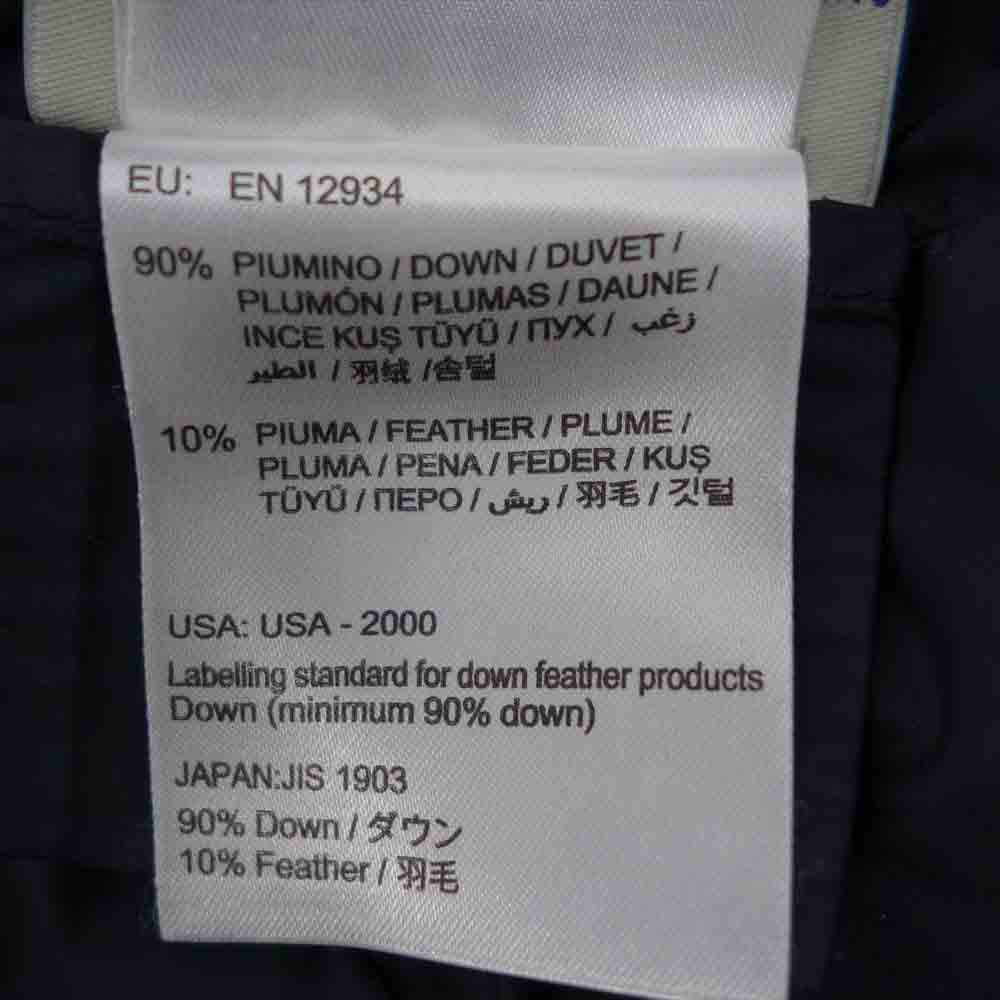 EU: EN 12934
90% PIUMINO / DOWN / DUVET /
PLUMÓN / PLUMAS / DAUNE /
INCE KUŞ TÜYÜ / ПУХ / زغب
الطير / 羽绒 /솜털
10% PIUMA / FEATHER / PLUME /
PLUMA / PENA / FEDER / KUŞ
TÜYÜ / ПЕРО / ريش / 羽毛 / 깃털
USA: USA - 2000
Labelling standard for down feather products
Down (minimum 90% down)
JAPAN:JIS 1903
90% Down / ダウン
10% Feather / 羽毛